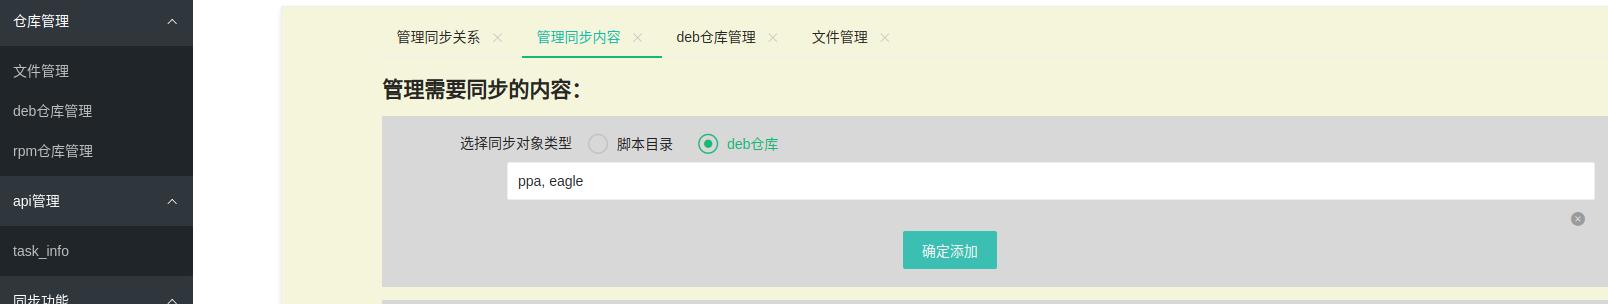 仓库管理
文件管理
deb仓库管理
rpm仓库管理
api管理
task_info
同步功能
管理同步关系
管理同步内容
deb仓库管理
文件管理
管理需要同步的内容：
选择同步对象类型 脚本目录 deb仓库
ppa, eagle
确定添加